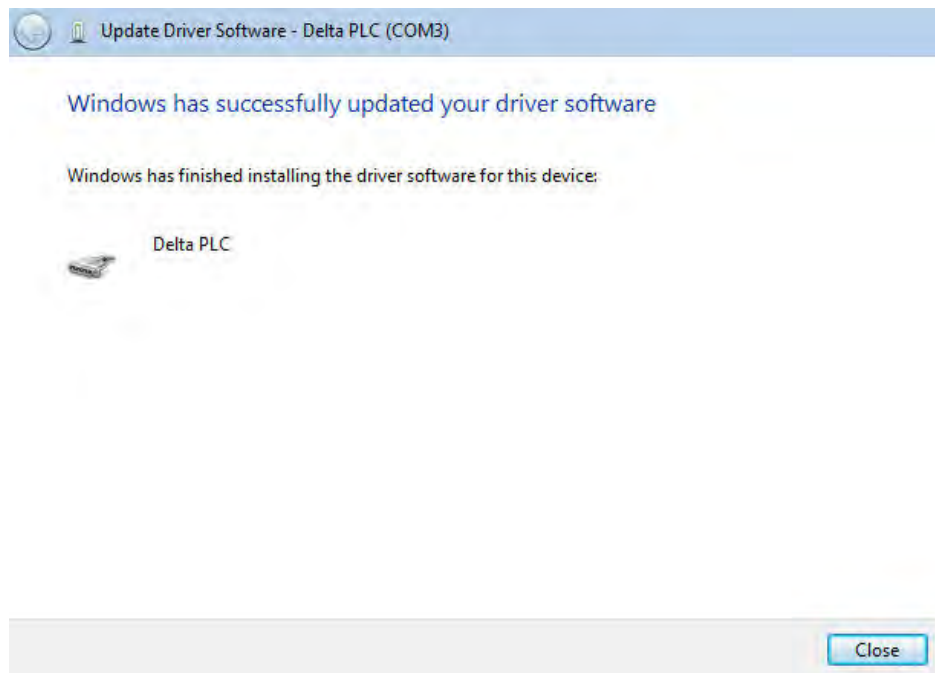 Update Driver Software - Delta PLC (COM3)
Windows has successfully updated your driver software
Windows has finished installing the driver software for this device:
Delta PLC
Close